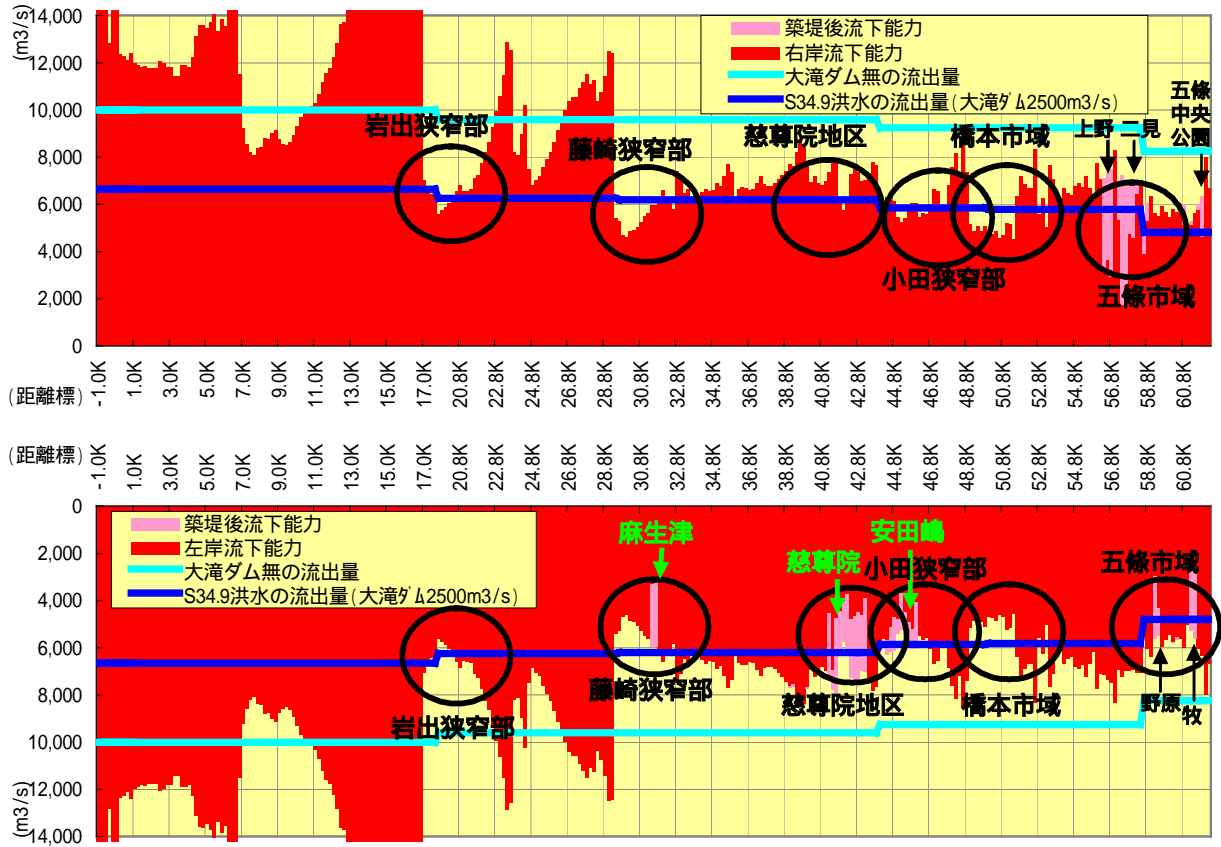 (m3/s)
14,000
12,000
10,000
8,000
6,000
4,000
2,000
0
築堤後流下能力
右岸流下能力
大滝ダム無の流出量
S34.9洪水の流出量(大滝ダム2500m3/s)
岩出狭窄部
藤崎狭窄部
慈尊院地区
小田狭窄部
橋本市域
上野
二見
五條
中央
公園
五條市域
(距離標)
-1.0K
1.0K
3.0K
5.0K
7.0K
9.0K
11.0K
13.0K
15.0K
17.0K
20.8K
22.8K
24.8K
26.8K
28.8K
30.8K
32.8K
34.8K
36.8K
38.8K
40.8K
42.8K
44.8K
46.8K
48.8K
50.8K
52.8K
54.8K
56.8K
58.8K
60.8K
(距離標)
-1.0K
1.0K
3.0K
5.0K
7.0K
9.0K
11.0K
13.0K
15.0K
17.0K
20.8K
22.8K
24.8K
26.8K
28.8K
30.8K
32.8K
34.8K
36.8K
38.8K
40.8K
42.8K
44.8K
46.8K
48.8K
50.8K
52.8K
54.8K
56.8K
58.8K
60.8K
0
2,000
4,000
6,000
8,000
10,000
12,000
14,000
(m3/s)
築堤後流下能力
左岸流下能力
大滝ダム無の流出量
S34.9洪水の流出量(大滝ダム2500m3/s)
麻生津
慈尊院
安田嶋
小田狭窄部
五條市域
岩出狭窄部
藤崎狭窄部
慈尊院地区
橋本市域
野原
牧